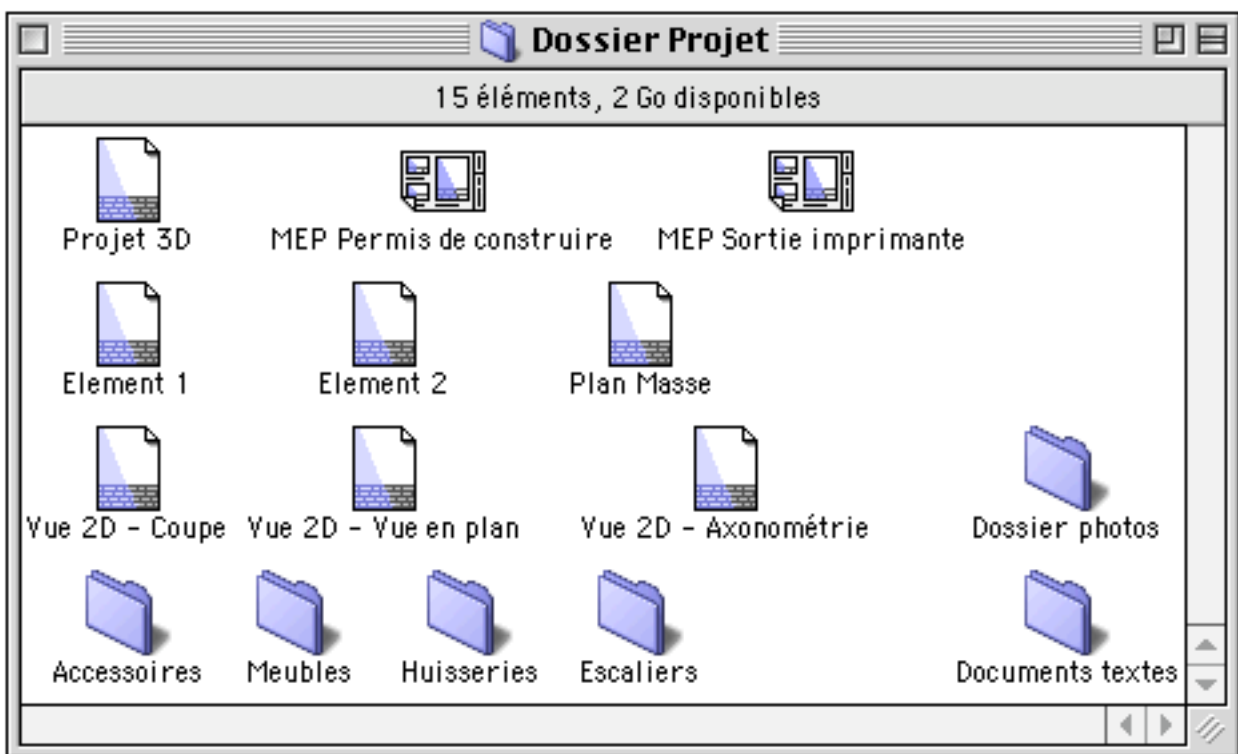 Dossier Projet
15 éléments, 2 Go disponibles
Projet 3D
MEP Permis de construire
MEP Sortie imprimante
Element 1
Element 2
Plan Masse
Vue 2D - Coupe
Vue 2D - Vue en plan
Vue 2D - Axonométrie
Dossier photos
Accessoires
Meubles
Huisseries
Escaliers
Documents textes